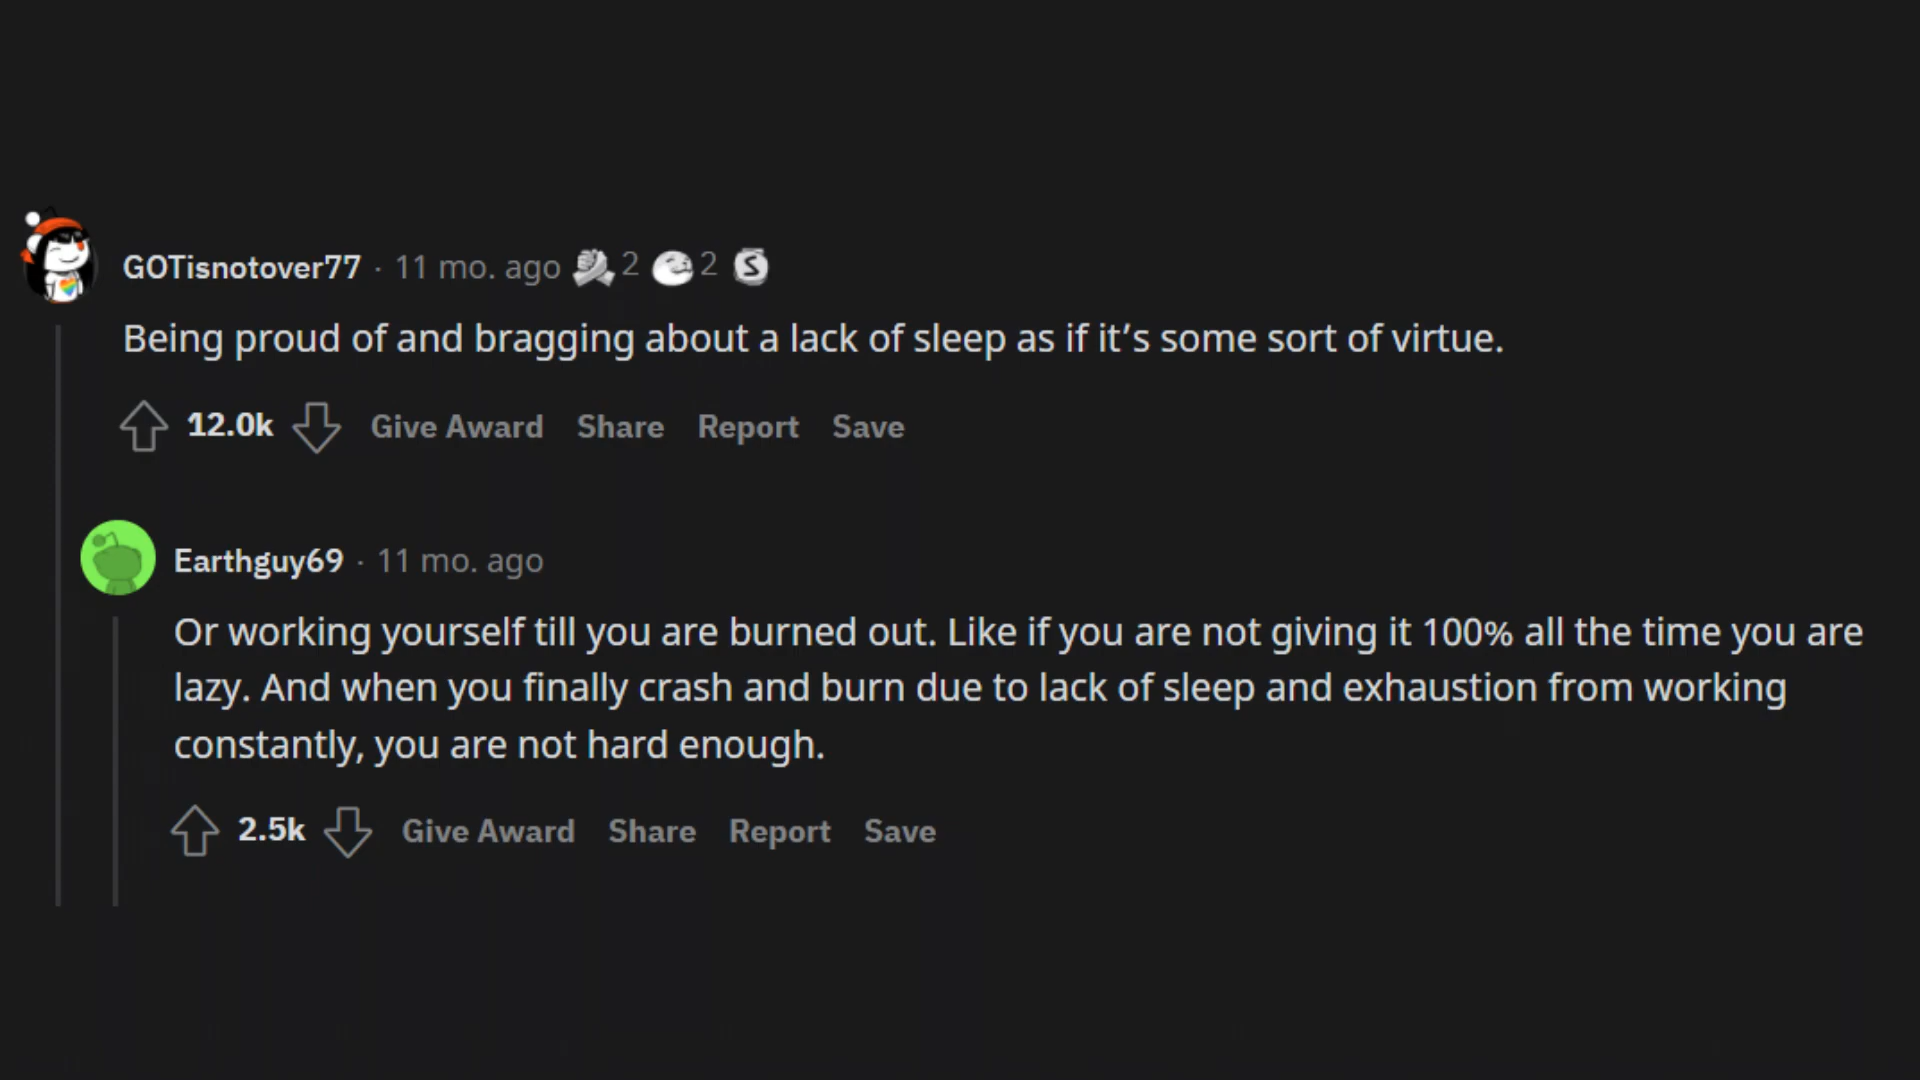 GOTisnotover77 · 11 mo. ago 2 2 S
Being proud of and bragging about a lack of sleep as if it’s some sort of virtue.
12.0k Give Award Share Report Save
Earthguy69 · 11 mo. ago
Or working yourself till you are burned out. Like if you are not giving it 100% all the time you are
lazy. And when you finally crash and burn due to lack of sleep and exhaustion from working
constantly, you are not hard enough.
2.5k Give Award Share Report Save